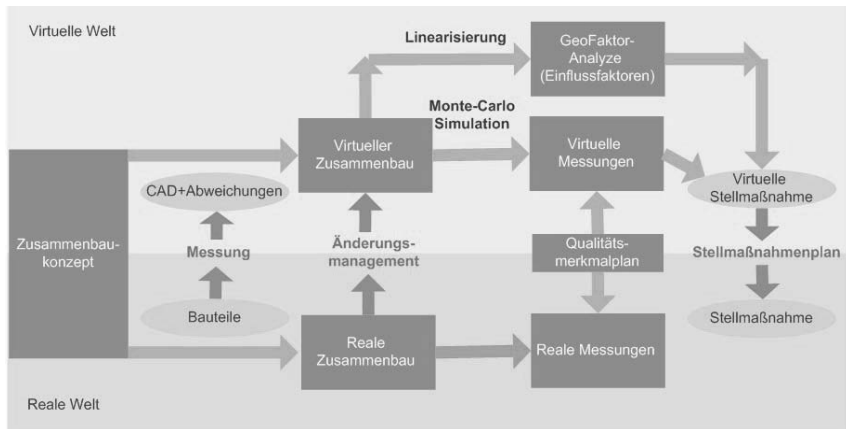 Virtuelle Welt
Linearisierung
GeoFaktor-
Analyze
(Einflussfaktoren)
Monte-Carlo
Simulation
Virtueller
Zusammenbau
Virtuelle
Messungen
CAD+Abweichungen
Virtuelle
Stellmaßnahme
Zusammenbau-
konzept
Messung
Änderungs-
management
Qualitäts-
merkmalplan
Stellmaßnahmenplan
Bauteile
Reale
Zusammenbau
Reale Messungen
Stellmaßnahme
Reale Welt